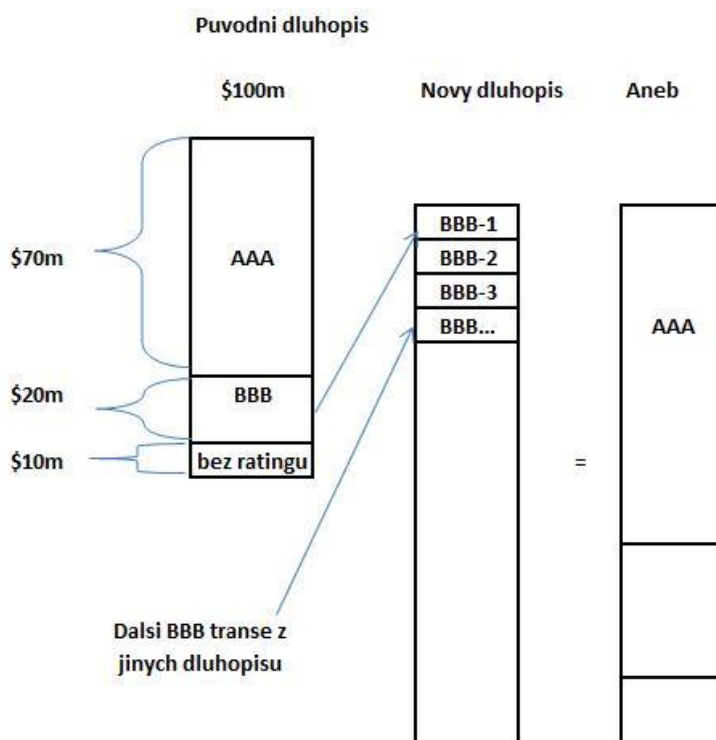 Puvodni dluhopis
$100m
Novy dluhopis
Aneb
$70m
AAA
$20m
BBB
$10m
bez ratingu
BBB-1
BBB-2
BBB-3
BBB...
AAA
=
Dalsi BBB transe z
jinych dluhopisu